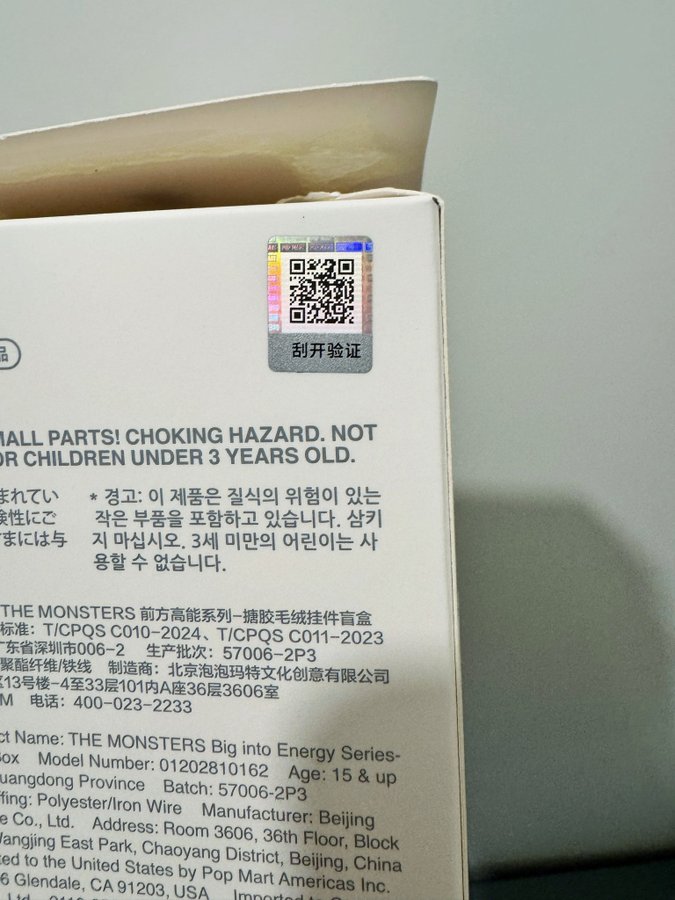 刮开验证
品
MALL PARTS! CHOKING HAZARD. NOT
OR CHILDREN UNDER 3 YEARS OLD.
まれてい
険性にご
さまには与
* 경고: 이 제품은 질식의 위험이 있는
작은 부품을 포함하고 있습니다. 삼키
지 마십시오. 3세 미만의 어린이는 사
용할 수 없습니다.
THE MONSTERS 前方高能系列-搪胶毛绒挂件盲盒
标准：T/CPQS C010-2024、T/CPQS C011-2023
广东省深圳市006-2 生产批次：57006-2P3
聚酯纤维/铁线 制造商：北京泡泡玛特文化创意有限公司
区13号楼-4至33层101内A座36层3606室
M 电话：400-023-2233
ct Name: THE MONSTERS Big into Energy Series-
Box Model Number: 01202810162 Age: 15 & up
uangdong Province Batch: 57006-2P3
ffing: Polyester/Iron Wire Manufacturer: Beijing
e Co., Ltd. Address: Room 3606, 36th Floor, Block
Wangjing East Park, Chaoyang District, Beijing, China
ted to the United States by Pop Mart Americas Inc.
6 Glendale, CA 91203, USA Imported to